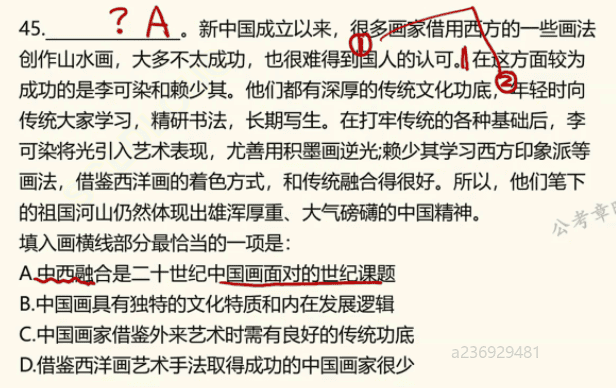 ？A
45.____________。新中国成立以来，很多画家借用西方的一些画法
①
创作山水画，大多不太成功，也很难得到国人的认可。在这方面较为
②
成功的是李可染和赖少其。他们都有深厚的传统文化功底，年轻时向
传统大家学习，精研书法，长期写生。在打牢传统的各种基础后，李
可染将光引入艺术表现，尤善用积墨画逆光;赖少其学习西方印象派等
画法，借鉴西洋画的着色方式，和传统融合得很好。所以，他们笔下
的祖国河山仍然体现出雄浑厚重、大气磅礴的中国精神。
公考章
填入画横线部分最恰当的一项是：
A.中西融合是二十世纪中国画面对的世纪课题
B.中国画具有独特的文化特质和内在发展逻辑
C.中国画家借鉴外来艺术时需有良好的传统功底
a236929481
D.借鉴西洋画艺术手法取得成功的中国画家很少